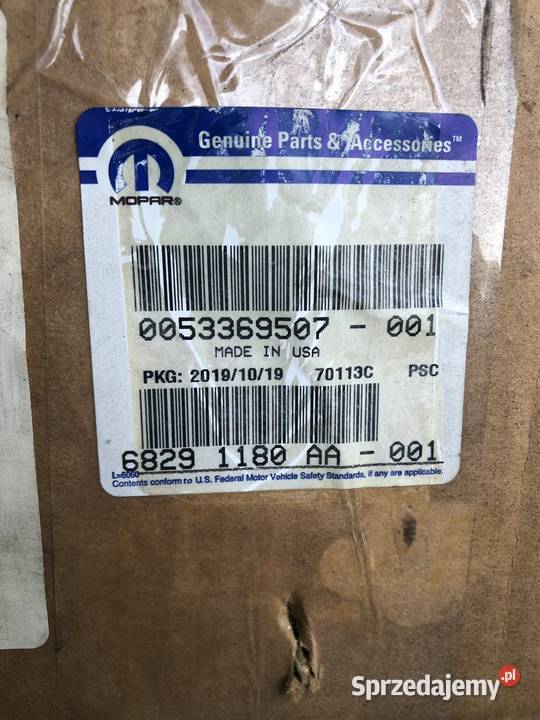 Genuine Parts & Accessories™
MOPAR®
0053369507 - 001
MADE IN USA
PKG: 2019/10/19 70113C PSC
6829 1180 AA - 001
L=5060
Contents conform to U.S. Federal Motor Vehicle Safety Standards, if any are applicable.
Sprzedajemy.pl